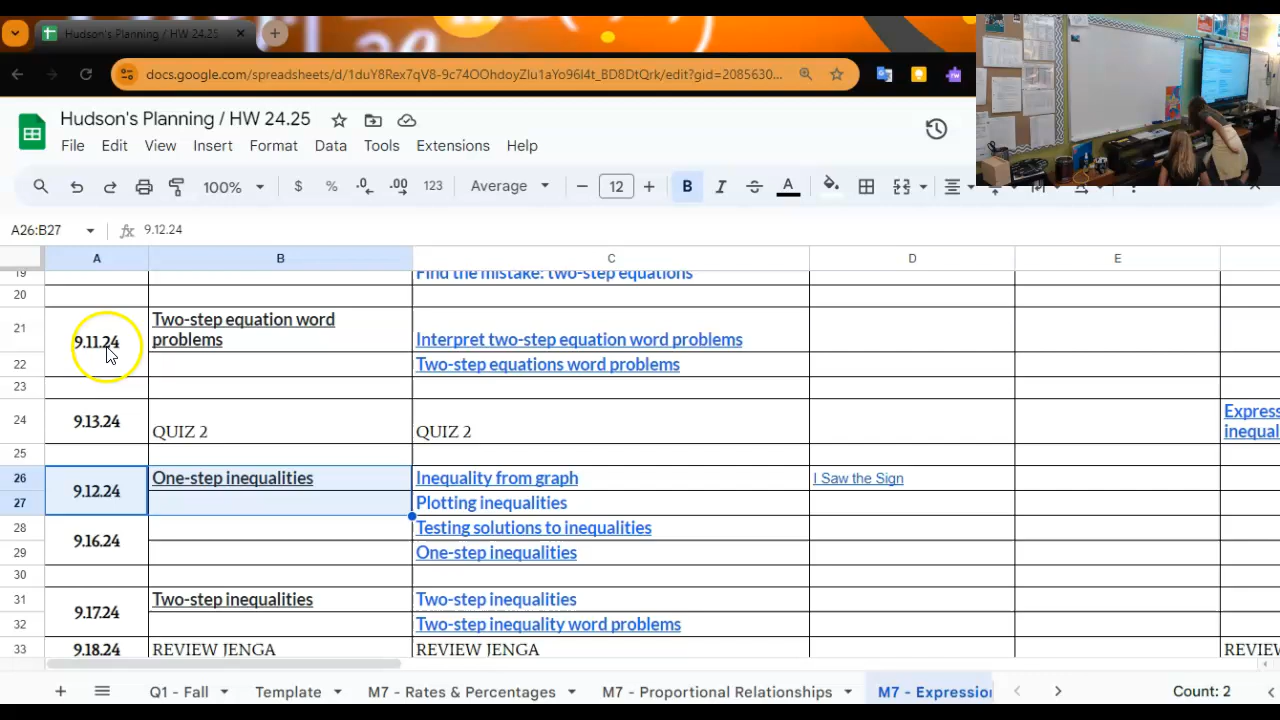 Hudson's Planning / HW 24.25
docs.google.com/spreadsheets/d/1duY8Rex7qV8-9c74OOhdoyZlu1aYo96l4t_BD8DtQrk/edit?gid=2085630...
Hudson's Planning / HW 24.25
File Edit View Insert Format Data Tools Extensions Help
100% $ % .0 .00 123 Average 12 B I A
A26:B27 9.12.24
A B C D E
19 Find the mistake: two-step equations
20
21 9.11.24 Two-step equation word
problems Interpret two-step equation word problems
22 Two-step equations word problems
23
24 9.13.24 QUIZ 2 QUIZ 2 Express
inequal
25
26 9.12.24 One-step inequalities Inequality from graph I Saw the Sign
27 Plotting inequalities
28 9.16.24 Testing solutions to inequalities
29 One-step inequalities
30
31 9.17.24 Two-step inequalities Two-step inequalities
32 Two-step inequality word problems
33 9.18.24 REVIEW JENGA REVIEW JENGA REVIEW
Q1 - Fall Template M7 - Rates & Percentages M7 - Proportional Relationships M7 - Expression Count: 2